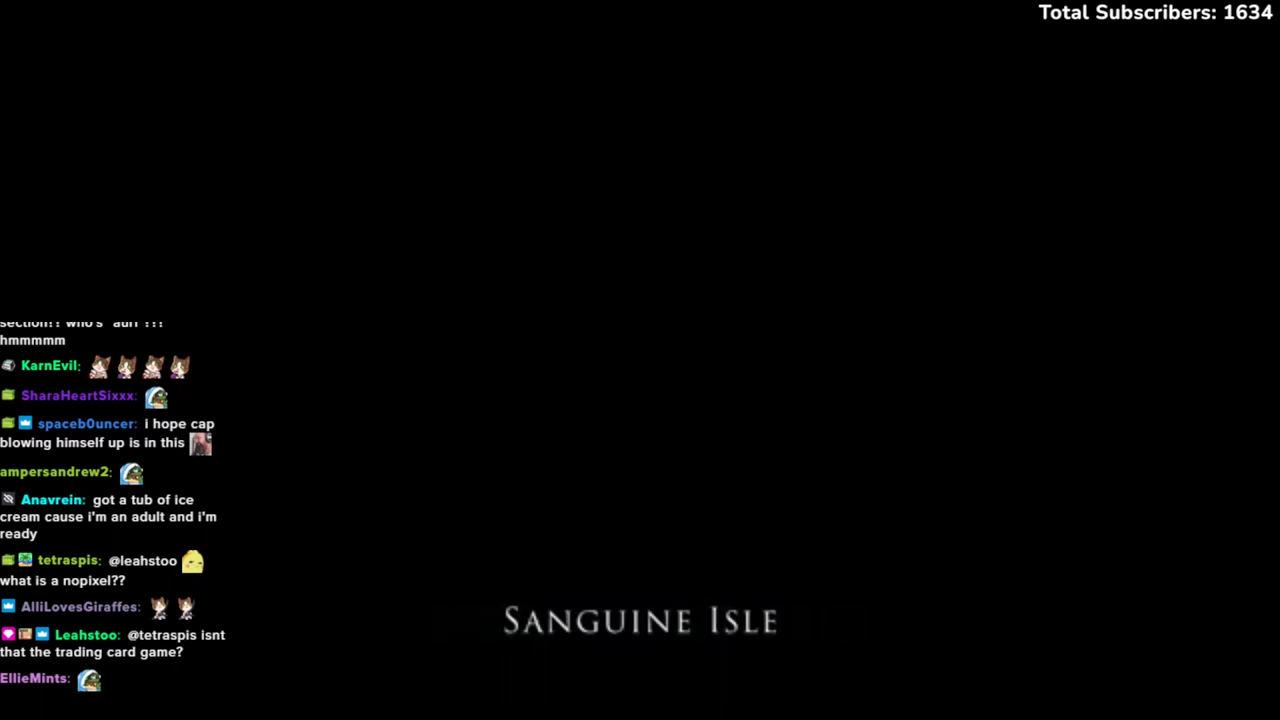 Total Subscribers: 1634
hmmmmm
KarnEvil:
SharaHeartSixxx:
spaceb0uncer: i hope cap
blowing himself up is in this
ampersandrew2:
Anavrein: got a tub of ice
cream cause i'm an adult and i'm
ready
tetraspis: @leahstoo
what is a nopixel??
AlliLovesGiraffes:
Leahstoo: @tetraspis isnt
that the trading card game?
EllieMints:
Sanguine Isle